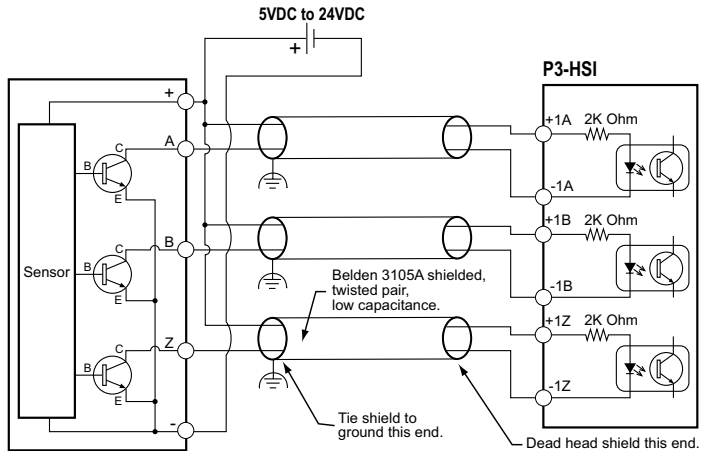 5VDC to 24VDC
+
P3-HSI
+
A
C
B
E
+1A 2K Ohm
-1A
B
C
B
E
+1B 2K Ohm
-1B
Sensor
Belden 3105A shielded,
twisted pair,
low capacitance.
Z
C
B
E
+1Z 2K Ohm
-1Z
-
Tie shield to
ground this end.
Dead head shield this end.